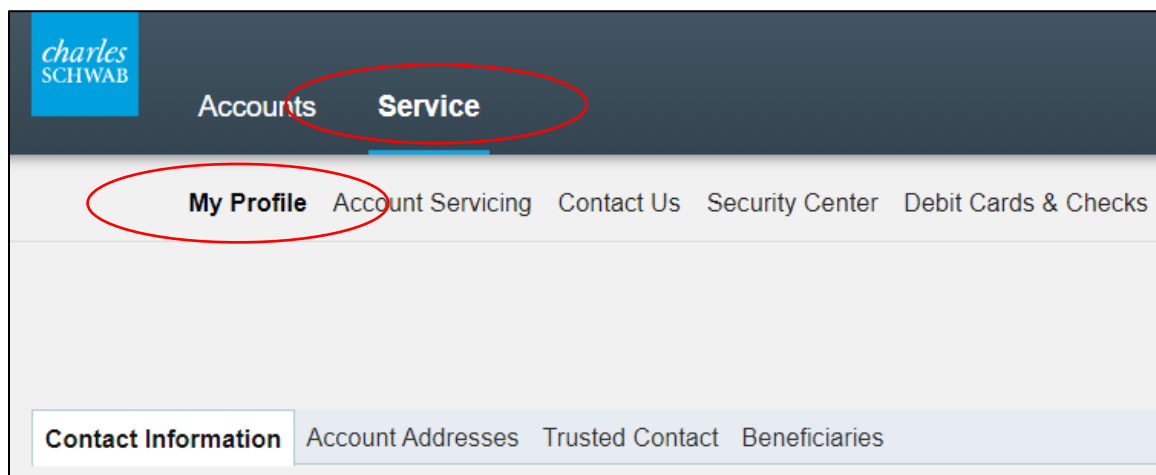 charles
SCHWAB
Accounts Service
My Profile Account Servicing Contact Us Security Center Debit Cards & Checks
Contact Information Account Addresses Trusted Contact Beneficiaries